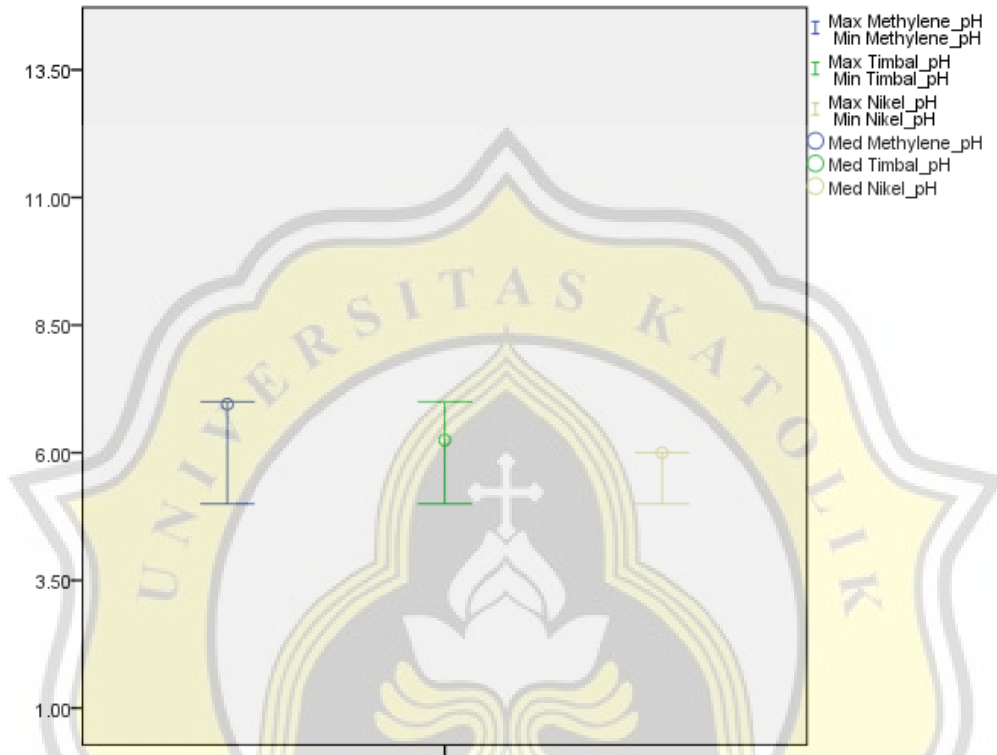 13.50
11.00
8.50
6.00
3.50
1.00
Max Methylene_pH
Min Methylene_pH
Max Timbal_pH
Min Timbal_pH
Max Nikel_pH
Min Nikel_pH
Med Methylene_pH
Med Timbal_pH
Med Nikel_pH
UNIVERSITAS KATOLIK